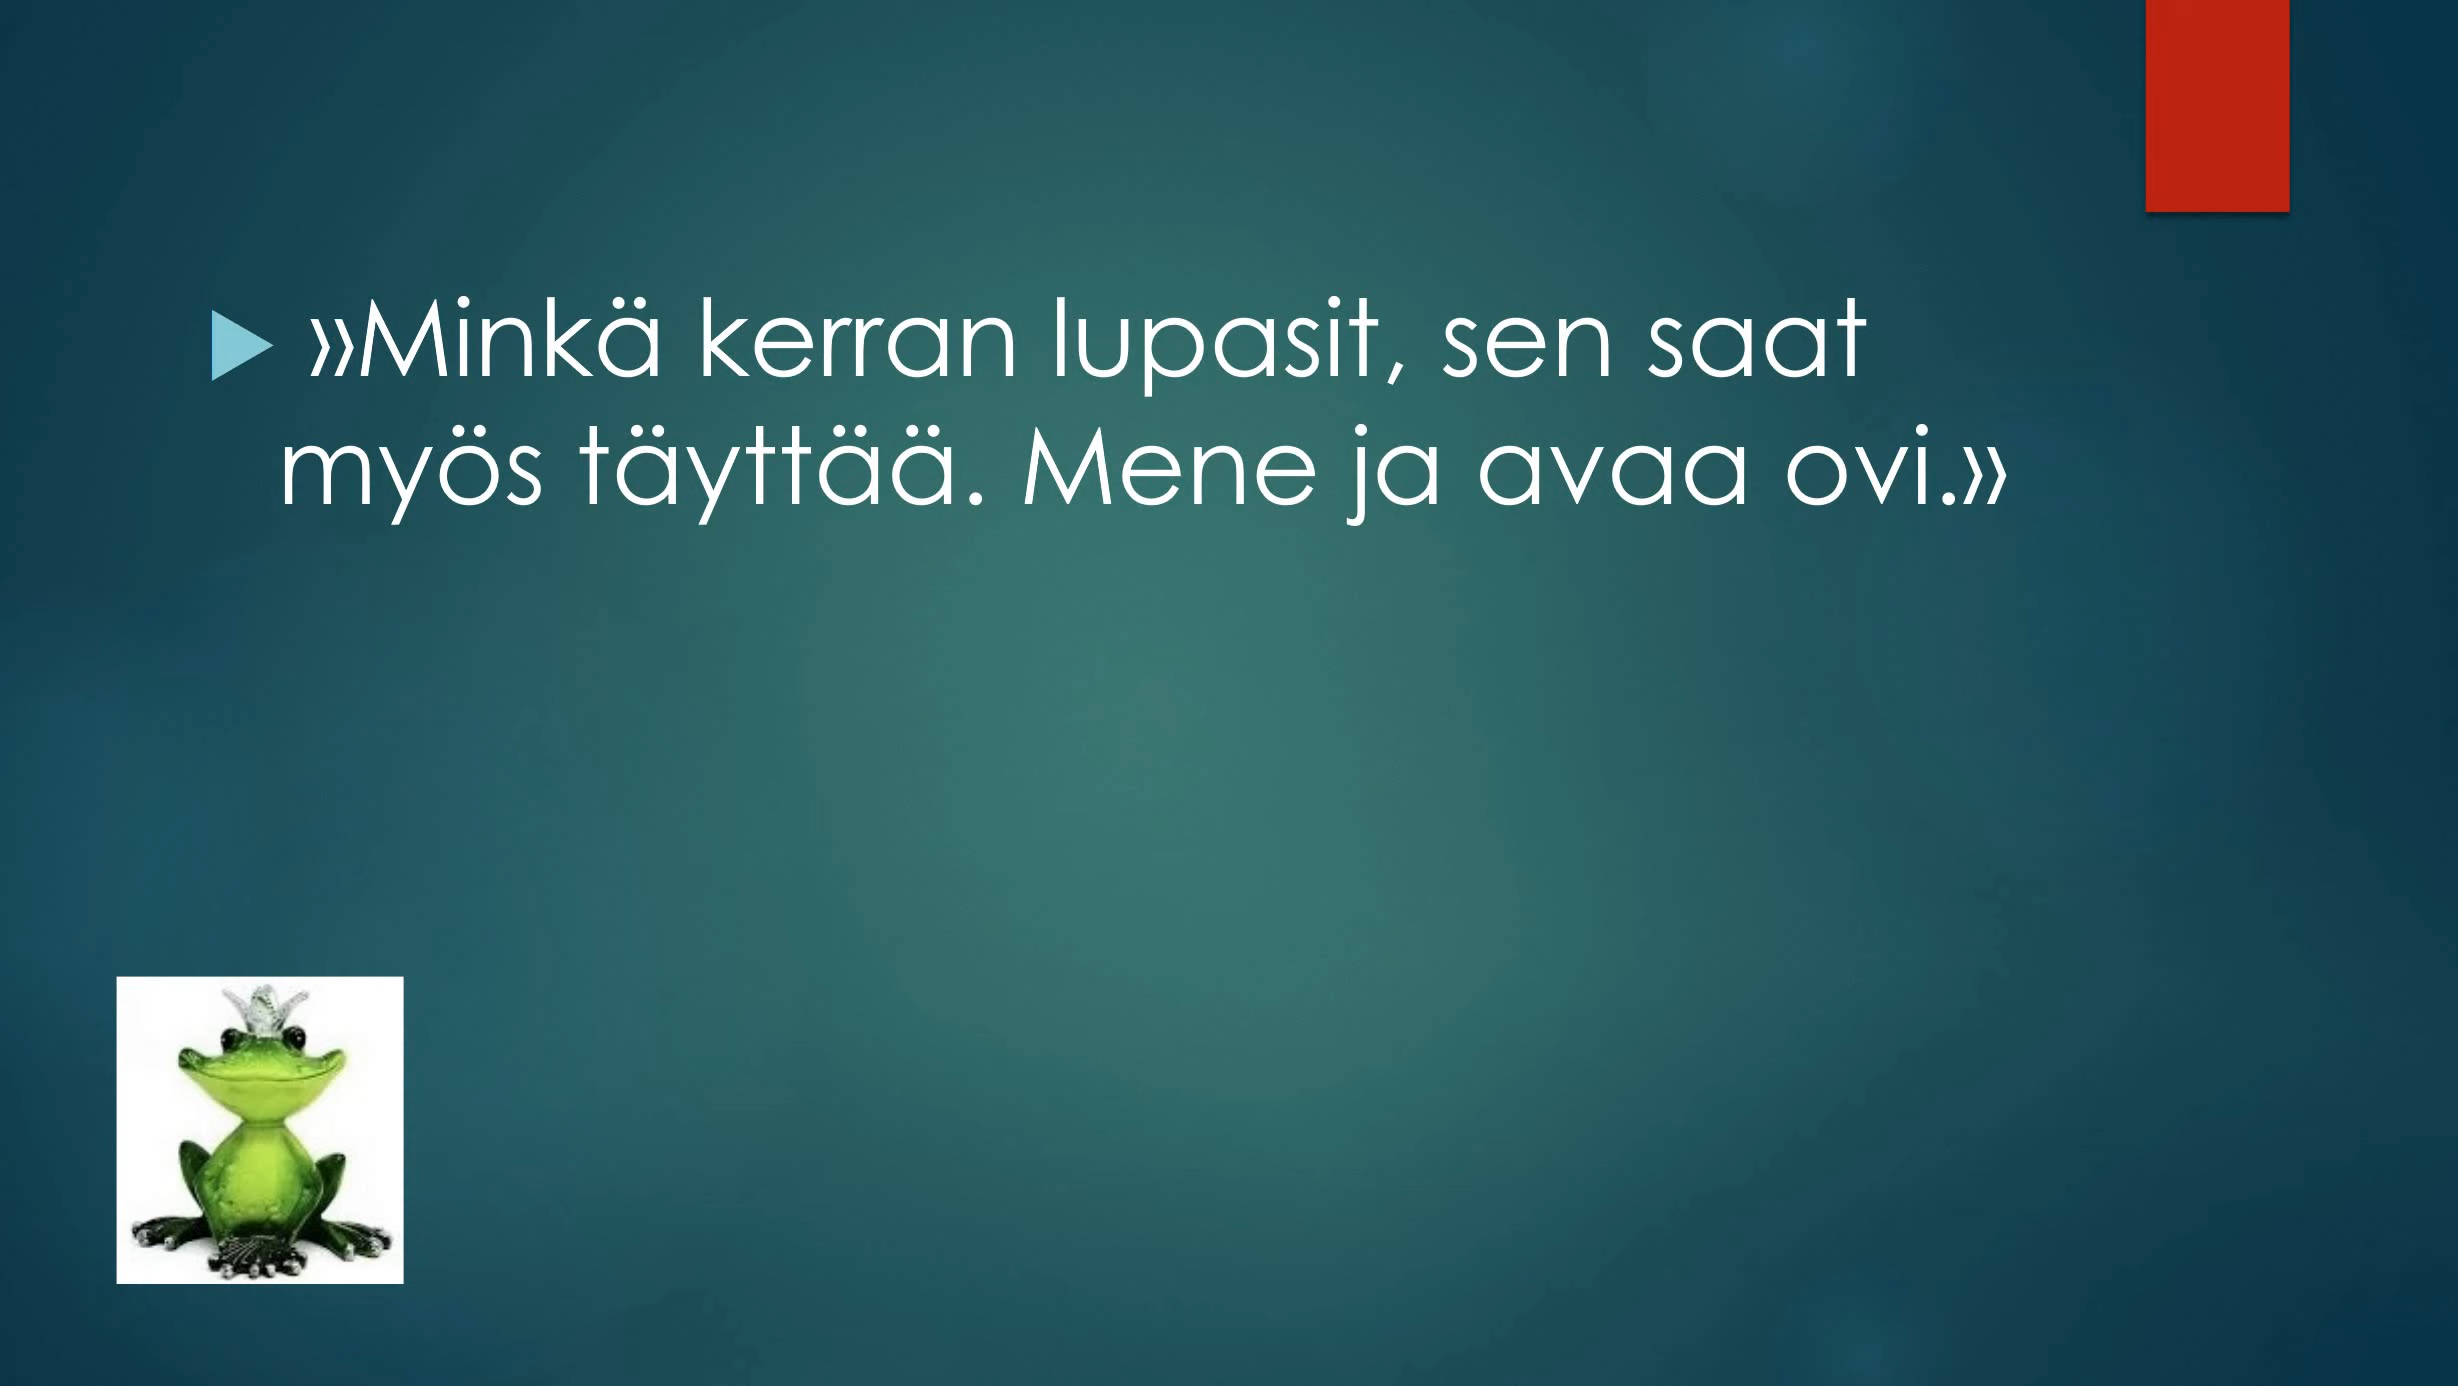 »Minkä kerran lupasit, sen saat
myös täyttää. Mene ja avaa ovi.»